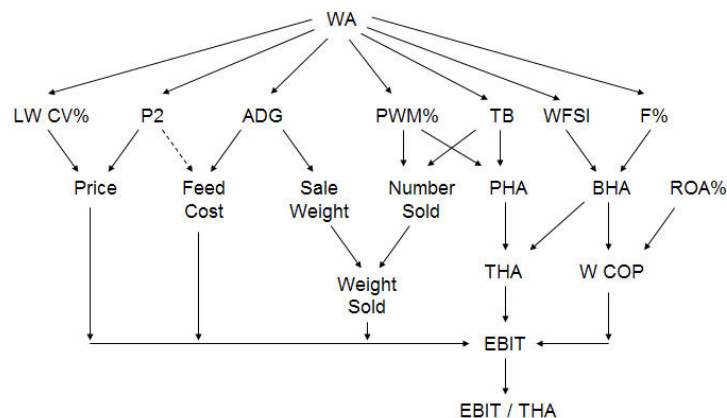 WA
LW CV%
P2
ADG
PWM%
TB
WFSI
F%
Price
Feed
Cost
Sale
Weight
Number
Sold
PHA
BHA
ROA%
THA
W COP
Weight
Sold
EBIT
EBIT / THA